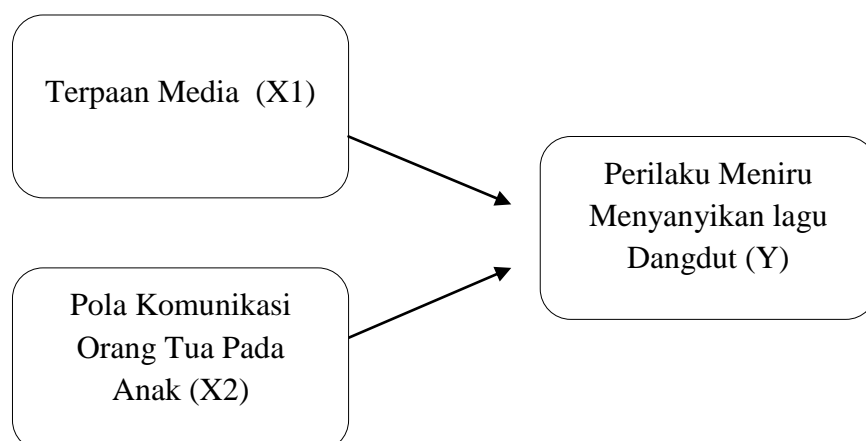 Terpaan Media  (X1)
Perilaku Meniru
Menyanyikan lagu
Dangdut (Y)
Pola Komunikasi
Orang Tua Pada
Anak (X2)